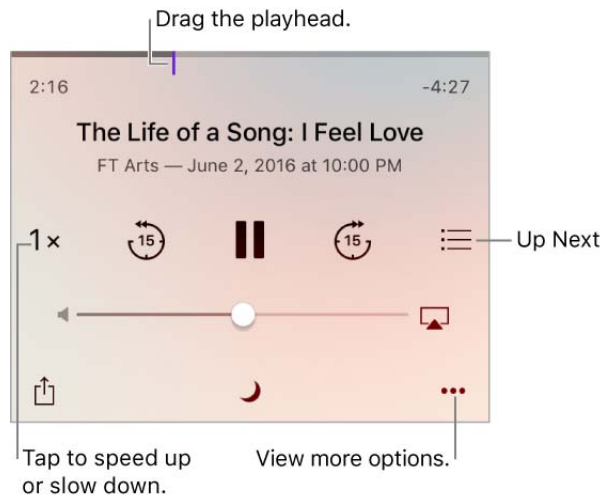 Drag the playhead.
2:16
-4:27
The Life of a Song: I Feel Love
FT Arts — June 2, 2016 at 10:00 PM
1× 15 15
Up Next
Tap to speed up
or slow down.
View more options.